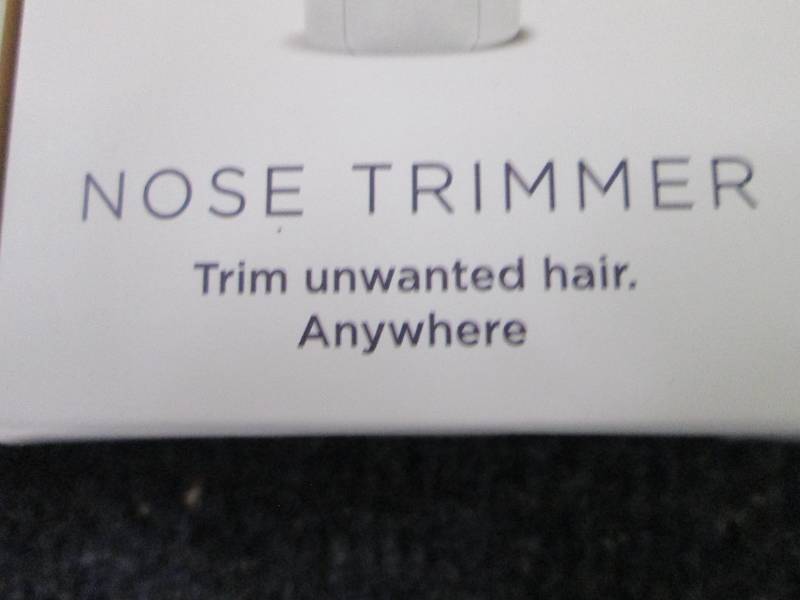 NOSE TRIMMER
Trim unwanted hair.
Anywhere